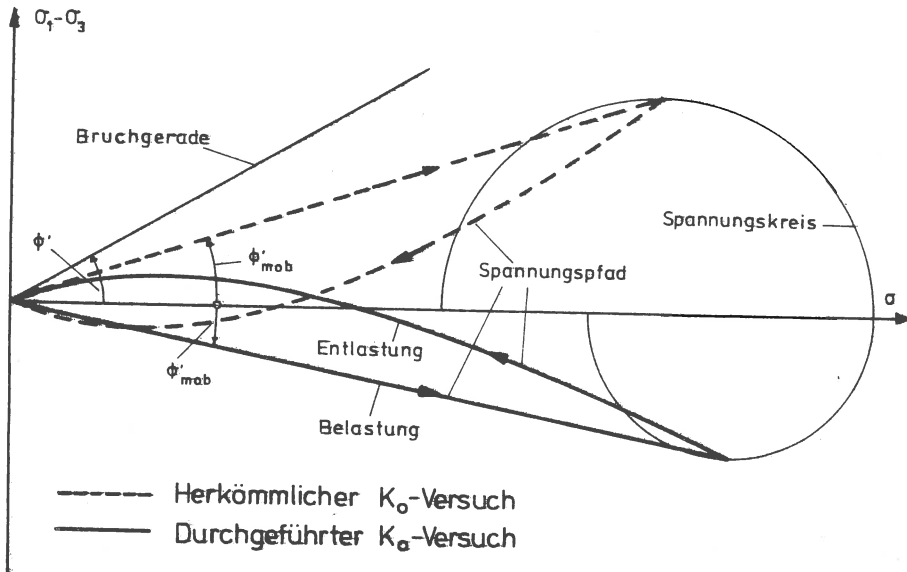 σ₁-σ₃
Bruchgerade
Spannungskreis
ϕ'
ϕ'mob
Spannungspfad
σ
Entlastung
ϕ'mob
Belastung
Herkömmlicher K₀-Versuch
Durchgeführter Kₐ-Versuch